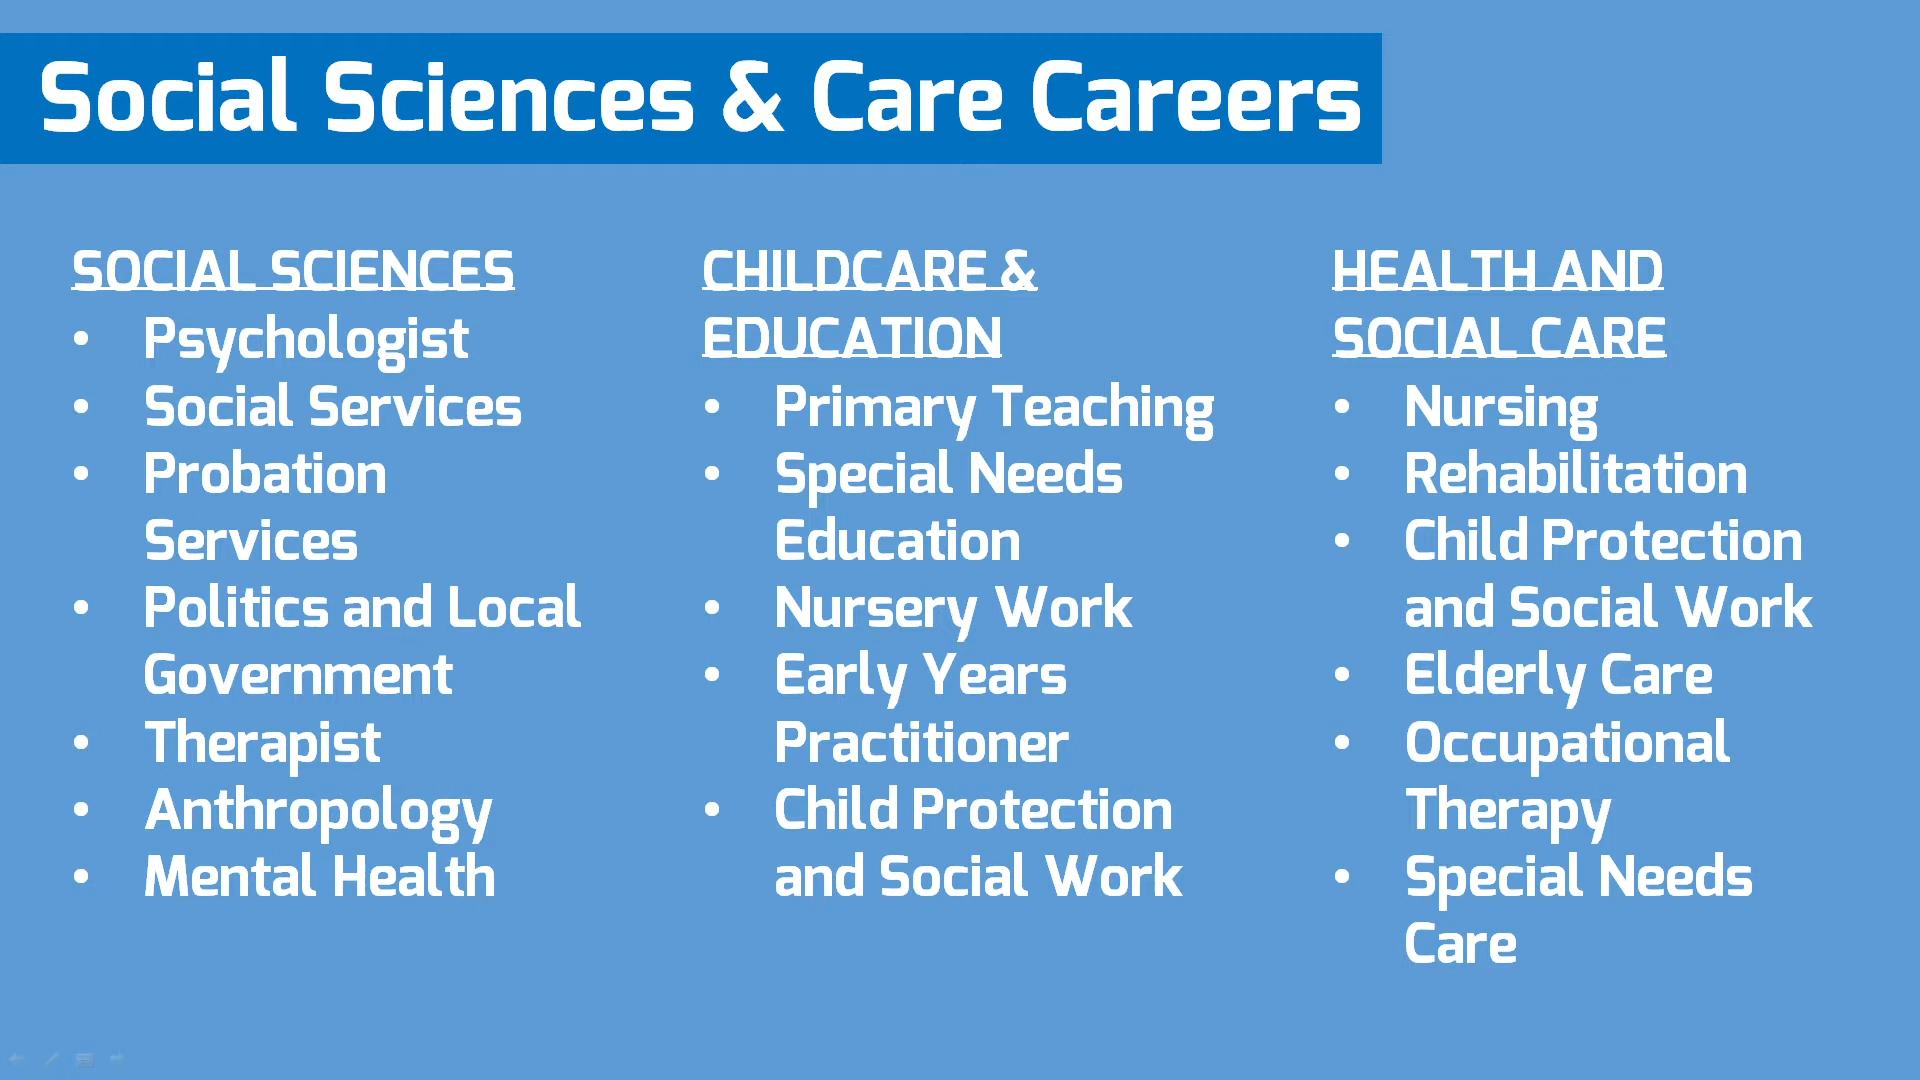 Social Sciences & Care Careers
SOCIAL SCIENCES
• Psychologist
• Social Services
• Probation
Services
• Politics and Local
Government
• Therapist
• Anthropology
• Mental Health
CHILDCARE &
EDUCATION
• Primary Teaching
• Special Needs
Education
• Nursery Work
• Early Years
Practitioner
• Child Protection
and Social Work
HEALTH AND
SOCIAL CARE
• Nursing
• Rehabilitation
• Child Protection
and Social Work
• Elderly Care
• Occupational
Therapy
• Special Needs
Care